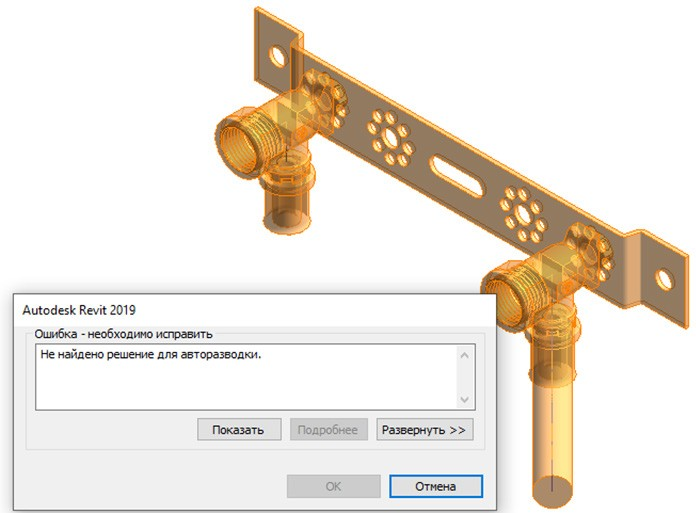 Autodesk Revit 2019
Ошибка - необходимо исправить
Не найдено решение для авторазводки.
Показать Подробнее Развернуть >>
OK Отмена